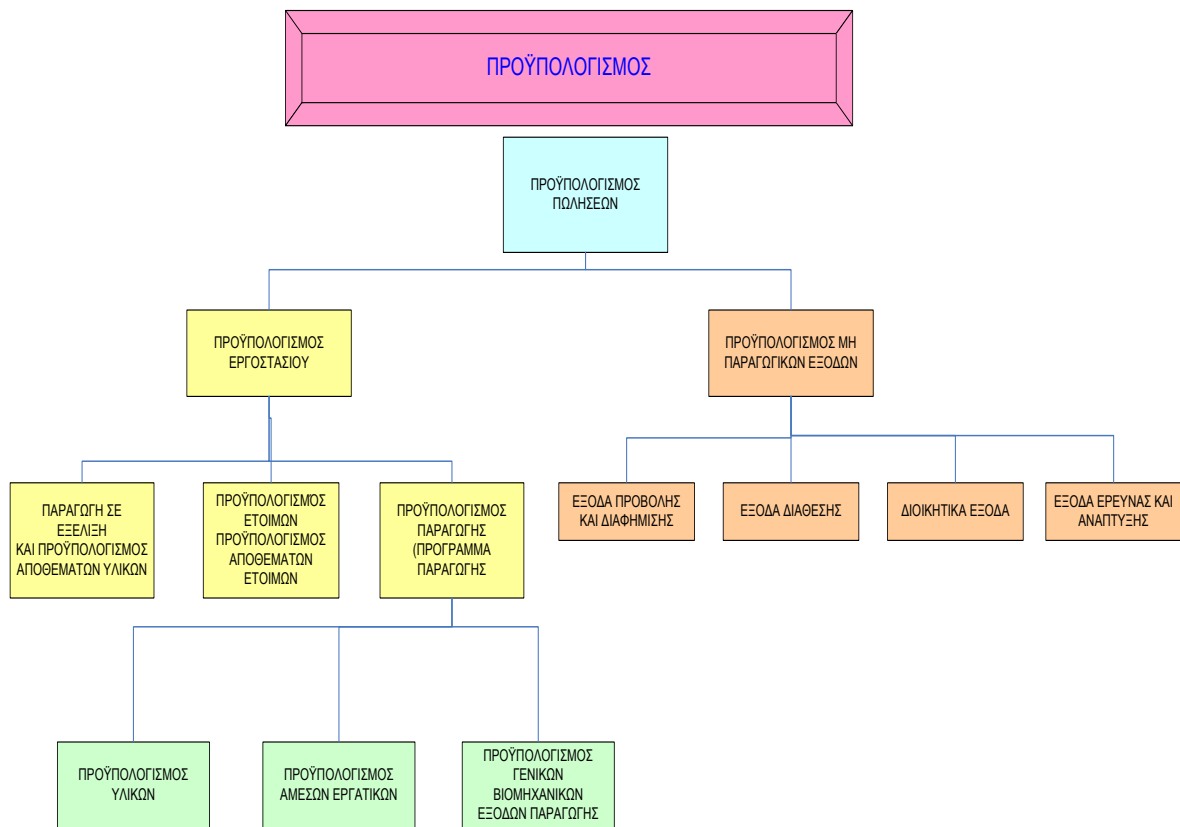 ΠΡΟΫΠΟΛΟΓΙΣΜΟΣ
ΠΡΟΫΠΟΛΟΓΙΣΜΟΣ
ΠΩΛΗΣΕΩΝ
ΠΡΟΫΠΟΛΟΓΙΣΜΟΣ
ΕΡΓΟΣΤΑΣΙΟΥ
ΠΡΟΫΠΟΛΟΓΙΣΜΟΣ ΜΗ
ΠΑΡΑΓΩΓΙΚΩΝ ΕΞΟΔΩΝ
ΠΑΡΑΓΩΓΗ ΣΕ
ΕΞΕΛΙΞΗ
ΚΑΙ ΠΡΟΫΠΟΛΟΓΙΣΜΟΣ
ΑΠΟΘΕΜΑΤΩΝ ΥΛΙΚΩΝ
ΠΡΟΫΠΟΛΟΓΙΣΜΌΣ
ΕΤΟΙΜΩΝ
ΠΡΟΫΠΟΛΟΓΙΣΜΟΣ
ΑΠΟΘΕΜΑΤΩΝ
ΕΤΟΙΜΩΝ
ΠΡΟΫΠΟΛΟΓΙΣΜΟΣ
ΠΑΡΑΓΩΓΗΣ
(ΠΡΟΓΡΑΜΜΑ
ΠΑΡΑΓΩΓΗΣ
ΕΞΟΔΑ ΠΡΟΒΟΛΗΣ
ΚΑΙ ΔΙΑΦΗΜΙΣΗΣ
ΕΞΟΔΑ ΔΙΑΘΕΣΗΣ
ΔΙΟΙΚΗΤΙΚΑ ΕΞΟΔΑ
ΕΞΟΔΑ ΕΡΕΥΝΑΣ ΚΑΙ
ΑΝΑΠΤΥΞΗΣ
ΠΡΟΫΠΟΛΟΓΙΣΜΟΣ
ΥΛΙΚΩΝ
ΠΡΟΫΠΟΛΟΓΙΣΜΟΣ
ΑΜΕΣΩΝ ΕΡΓΑΤΙΚΩΝ
ΠΡΟΫΠΟΛΟΓΙΣΜΟΣ
ΓΕΝΙΚΩΝ
ΒΙΟΜΗΧΑΝΙΚΩΝ
ΕΞΟΔΩΝ ΠΑΡΑΓΩΓΗΣ